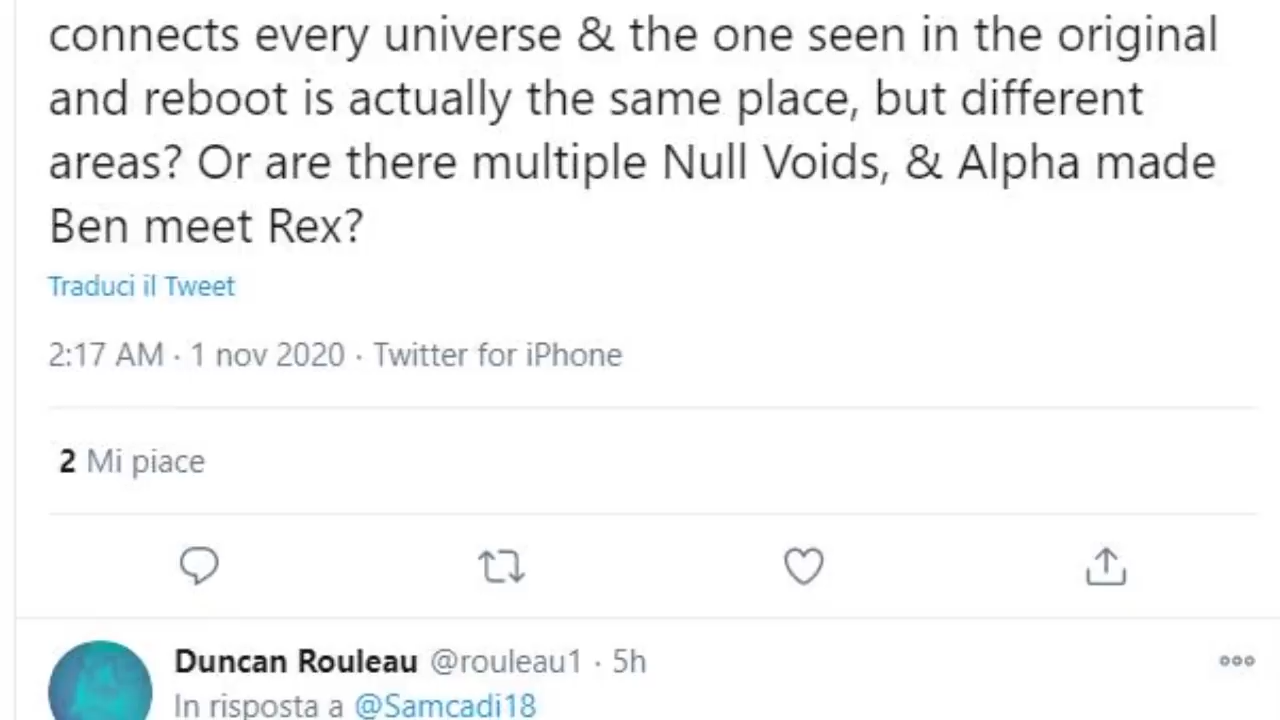 connects every universe & the one seen in the original
and reboot is actually the same place, but different
areas? Or are there multiple Null Voids, & Alpha made
Ben meet Rex?
Traduci il Tweet
2:17 AM · 1 nov 2020 · Twitter for iPhone
2 Mi piace
Duncan Rouleau @rouleau1 · 5h
In risposta a @Samcadi18